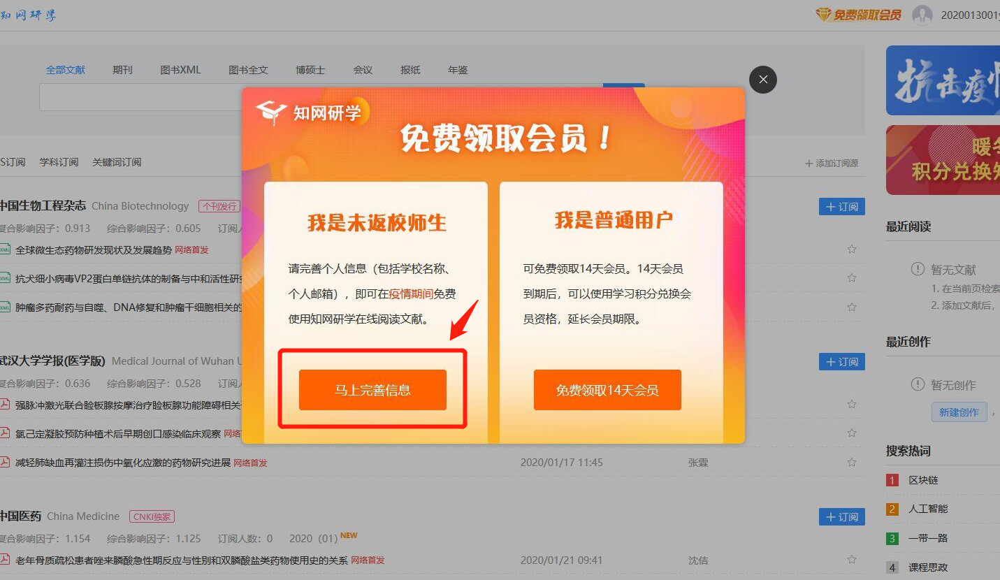 知网研学
免费领取会员
2020013001y
全部文献 期刊 图书XML 图书全文 博硕士 会议 报纸 年鉴
抗击疫情
知网研学
免费领取会员！
暖冬
积分兑换知
S订阅 学科订阅 关键词订阅
+ 添加订阅源
我是未返校师生
请完善个人信息（包括学校名称、
个人邮箱），即可在疫情期间免费
使用知网研学在线阅读文献。
马上完善信息
我是普通用户
可免费领取14天会员。14天会员
到期后，可以使用学习积分兑换会
员资格，延长会员期限。
免费领取14天会员
中国生物工程杂志 China Biotechnology 个刊发行
+ 订阅
复合影响因子：0.913 综合影响因子：0.605 订阅人
XML 全球微生态药物研发现状及发展趋势 网络首发
XML 抗犬细小病毒VP2蛋白单链抗体的制备与中和活性研究
XML 肿瘤多药耐药与自噬、DNA修复和肿瘤干细胞相关的
武汉大学学报(医学版) Medical Journal of Wuhan U
+ 订阅
复合影响因子：0.636 综合影响因子：0.528 订阅人
强脉冲激光联合睑板腺按摩治疗睑板腺功能障碍相关
氯己定凝胶预防种植术后早期创口感染临床观察 网络
减轻肺缺血再灌注损伤中氧化应激的药物研究进展 网络首发 2020/01/17 11:45 张霖
中国医药 China Medicine CNKI独家
+ 订阅
复合影响因子：1.154 综合影响因子：1.125 订阅人数：0 2020（01）NEW
老年骨质疏松患者唑来膦酸急性期反应与性别和双膦酸盐类药物使用史的关系 网络首发 2020/01/21 09:41 沈佶
最近阅读
暂无文献
1. 在当前页检索
2. 添加文献后，
最近创作
暂无创作
新建创作，
搜索热词
1 区块链
2 人工智能
3 一带一路
4 课程思政